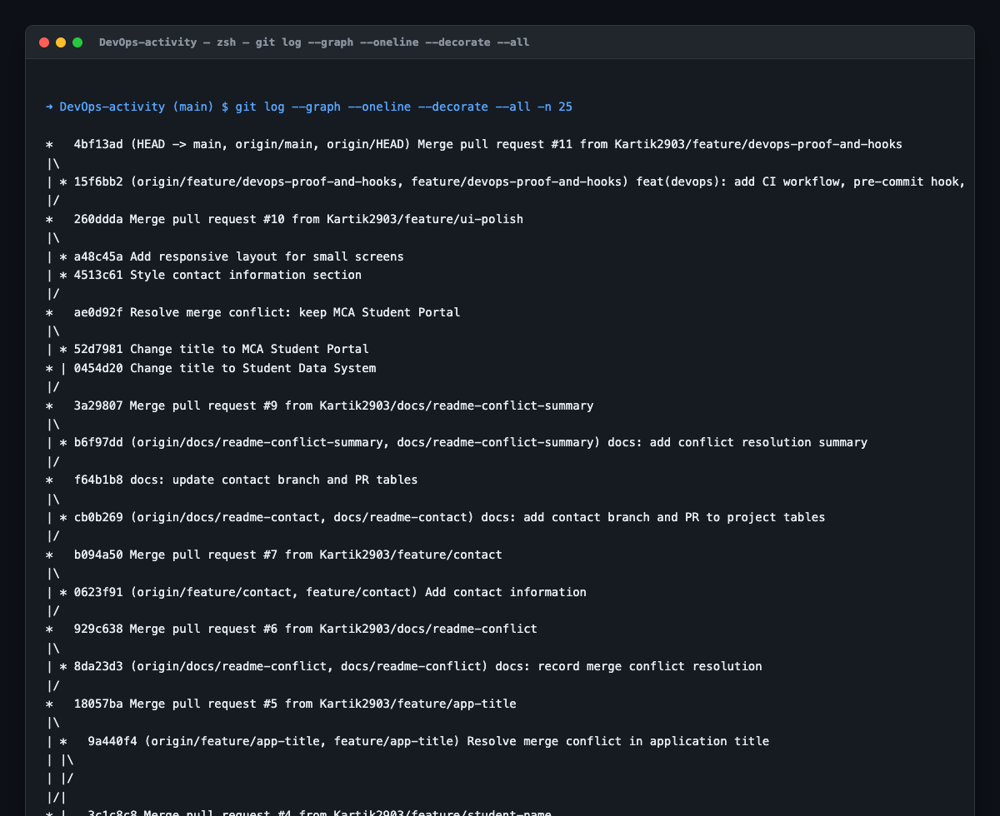 DevOps-activity — zsh — git log --graph --oneline --decorate --all
➜ DevOps-activity (main) $ git log --graph --oneline --decorate --all -n 25
*   4bf13ad (HEAD -> main, origin/main, origin/HEAD) Merge pull request #11 from Kartik2903/feature/devops-proof-and-hooks
|\
| * 15f6bb2 (origin/feature/devops-proof-and-hooks, feature/devops-proof-and-hooks) feat(devops): add CI workflow, pre-commit hook,
|/
*   260ddda Merge pull request #10 from Kartik2903/feature/ui-polish
|\
| * a48c45a Add responsive layout for small screens
| * 4513c61 Style contact information section
|/
*   ae0d92f Resolve merge conflict: keep MCA Student Portal
|\
| * 52d7981 Change title to MCA Student Portal
* | 0454d20 Change title to Student Data System
|/
*   3a29807 Merge pull request #9 from Kartik2903/docs/readme-conflict-summary
|\
| * b6f97dd (origin/docs/readme-conflict-summary, docs/readme-conflict-summary) docs: add conflict resolution summary
|/
*   f64b1b8 docs: update contact branch and PR tables
|\
| * cb0b269 (origin/docs/readme-contact, docs/readme-contact) docs: add contact branch and PR to project tables
|/
*   b094a50 Merge pull request #7 from Kartik2903/feature/contact
|\
| * 0623f91 (origin/feature/contact, feature/contact) Add contact information
|/
*   929c638 Merge pull request #6 from Kartik2903/docs/readme-conflict
|\
| * 8da23d3 (origin/docs/readme-conflict, docs/readme-conflict) docs: record merge conflict resolution
|/
*   18057ba Merge pull request #5 from Kartik2903/feature/app-title
|\
| *   9a440f4 (origin/feature/app-title, feature/app-title) Resolve merge conflict in application title
| |\
| |/
|/|
* |   3c1c8c8 Merge pull request #4 from Kartik2903/feature/student-name